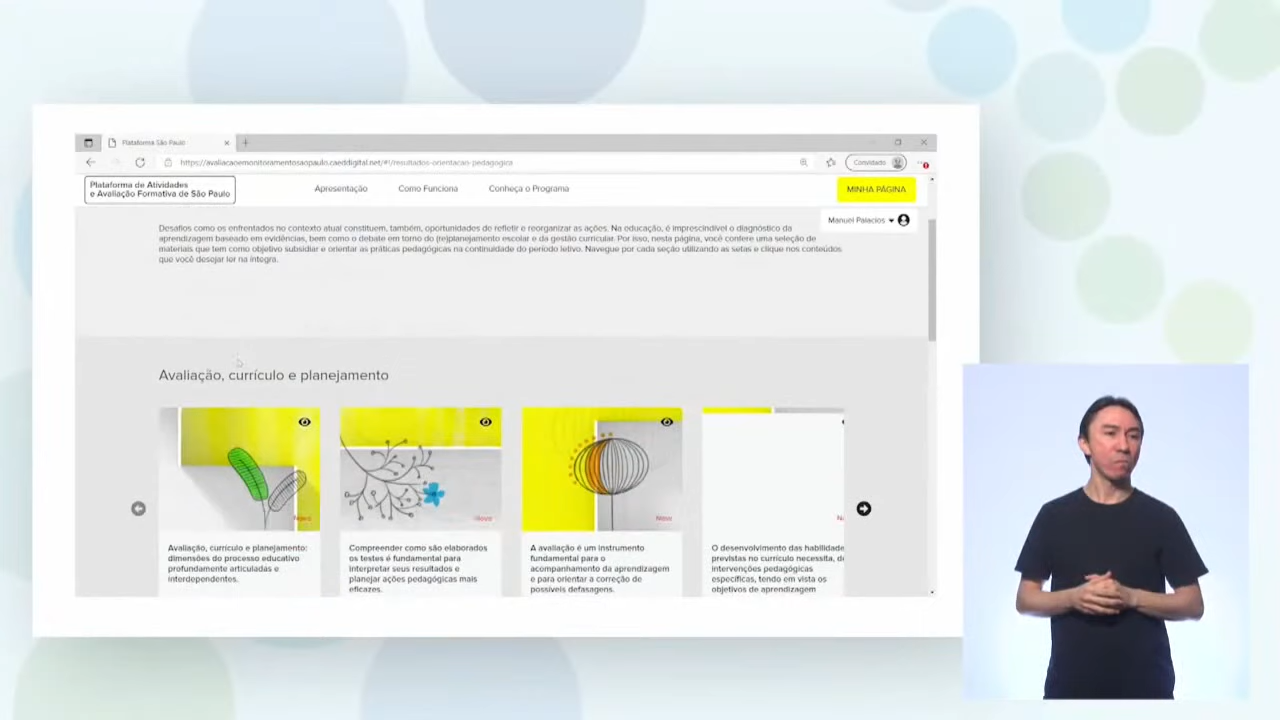 Plataforma São Paulo
https://avaliacaoemonitoramentosaopaulo.caeddigital.net/#!/resultados-orientacao-pedagogica
Convidado
Plataforma de Atividades
e Avaliação Formativa de São Paulo
Apresentação
Como Funciona
Conheça o Programa
MINHA PÁGINA
Manuel Palacios
Desafios como os enfrentados no contexto atual constituem, também, oportunidades de refletir e reorganizar as ações. Na educação, é imprescindível o diagnóstico da
aprendizagem baseado em evidências, bem como o debate em torno do (re)planejamento escolar e da gestão curricular. Por isso, nesta página, você confere uma seleção de
materiais que tem como objetivo subsidiar e orientar as práticas pedagógicas na continuidade do período letivo. Navegue por cada seção utilizando as setas e clique nos conteúdos
que você desejar ler na íntegra.
Avaliação, currículo e planejamento
Novo
Novo
Novo
Avaliação, currículo e planejamento:
dimensões do processo educativo
profundamente articuladas e
interdependentes.
Compreender como são elaborados
os testes é fundamental para
interpretar seus resultados e
planejar ações pedagógicas mais
eficazes.
A avaliação é um instrumento
fundamental para o
acompanhamento da aprendizagem
e para orientar a correção de
possíveis defasagens.
O desenvolvimento das habilidade
previstas no currículo necessita, de
intervenções pedagógicas
específicas, tendo em vista os
objetivos de aprendizagem